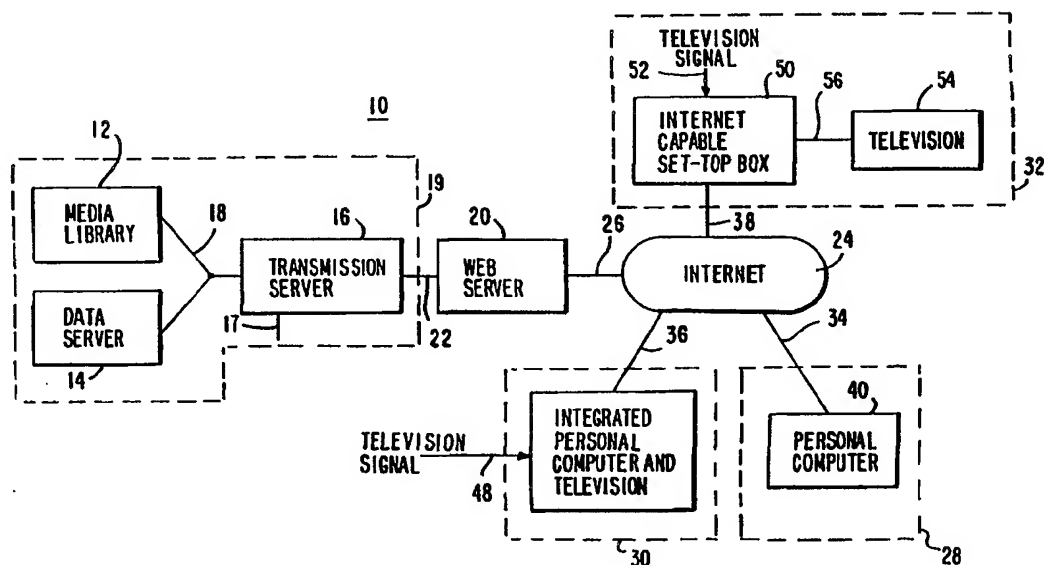 TELEVISION
SIGNAL
52
50
56
54
INTERNET
CAPABLE
SET-TOP BOX
TELEVISION
32
10
12
MEDIA
LIBRARY
18
16
19
TRANSMISSION
SERVER
17
DATA
SERVER
14
22
20
WEB
SERVER
26
38
INTERNET
24
36
34
TELEVISION
SIGNAL
48
INTEGRATED
PERSONAL
COMPUTER AND
TELEVISION
30
40
PERSONAL
COMPUTER
28